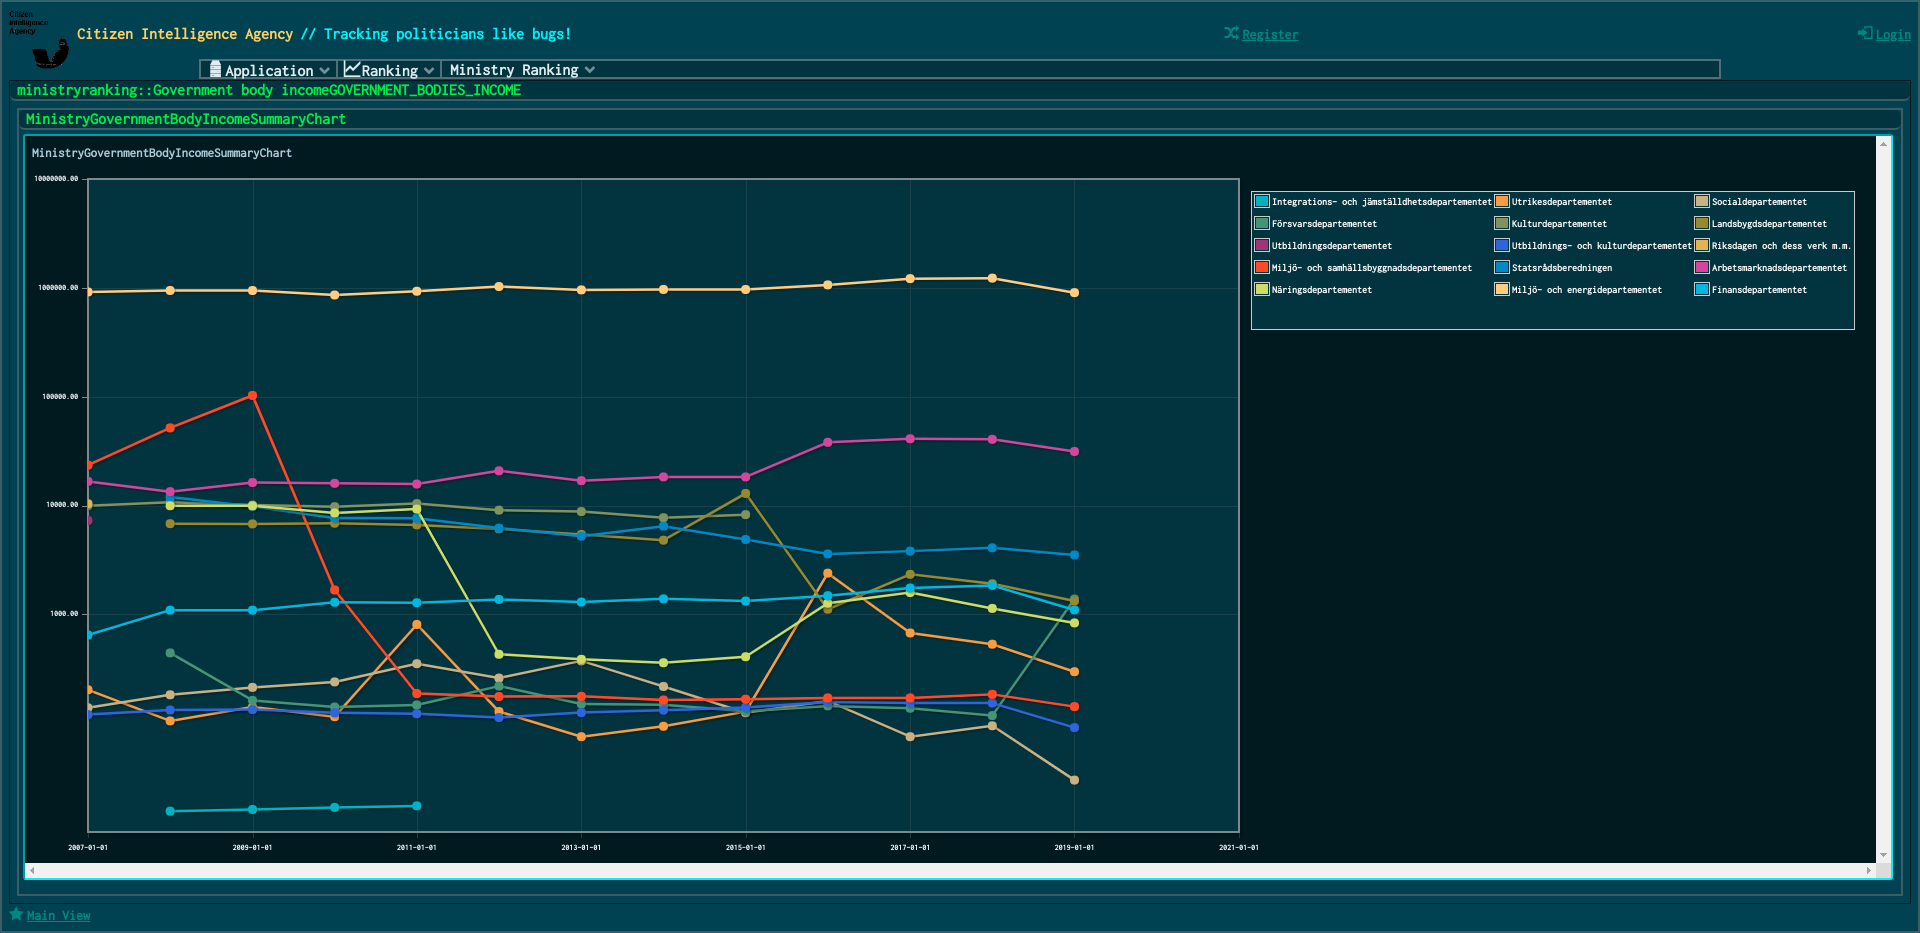 Citizen
Intelligence
Agency
Citizen Intelligence Agency // Tracking politicians like bugs!
Register
Login
Application
Ranking
Ministry Ranking
ministryranking::Government body incomeGOVERNMENT_BODIES_INCOME
MinistryGovernmentBodyIncomeSummaryChart
MinistryGovernmentBodyIncomeSummaryChart
10000000.00
1000000.00
100000.00
10000.00
1000.00
2007-01-01
2009-01-01
2011-01-01
2013-01-01
2015-01-01
2017-01-01
2019-01-01
2021-01-01
Integrations- och jämställdhetsdepartementet
Utrikesdepartementet
Socialdepartementet
Försvarsdepartementet
Kulturdepartementet
Landsbygdsdepartementet
Utbildningsdepartementet
Utbildnings- och kulturdepartementet
Riksdagen och dess verk m.m.
Miljö- och samhällsbyggnadsdepartementet
Statsrådsberedningen
Arbetsmarknadsdepartementet
Näringsdepartementet
Miljö- och energidepartementet
Finansdepartementet
Main View